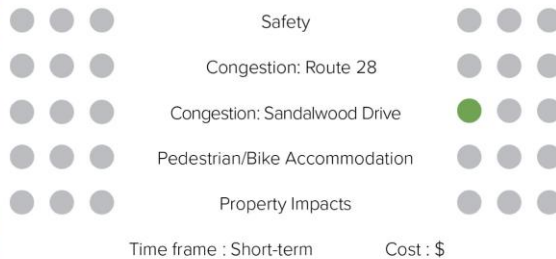 Safety
Congestion: Route 28
Congestion: Sandalwood Drive
Pedestrian/Bike Accommodation
Property Impacts
Time frame : Short-term Cost : $